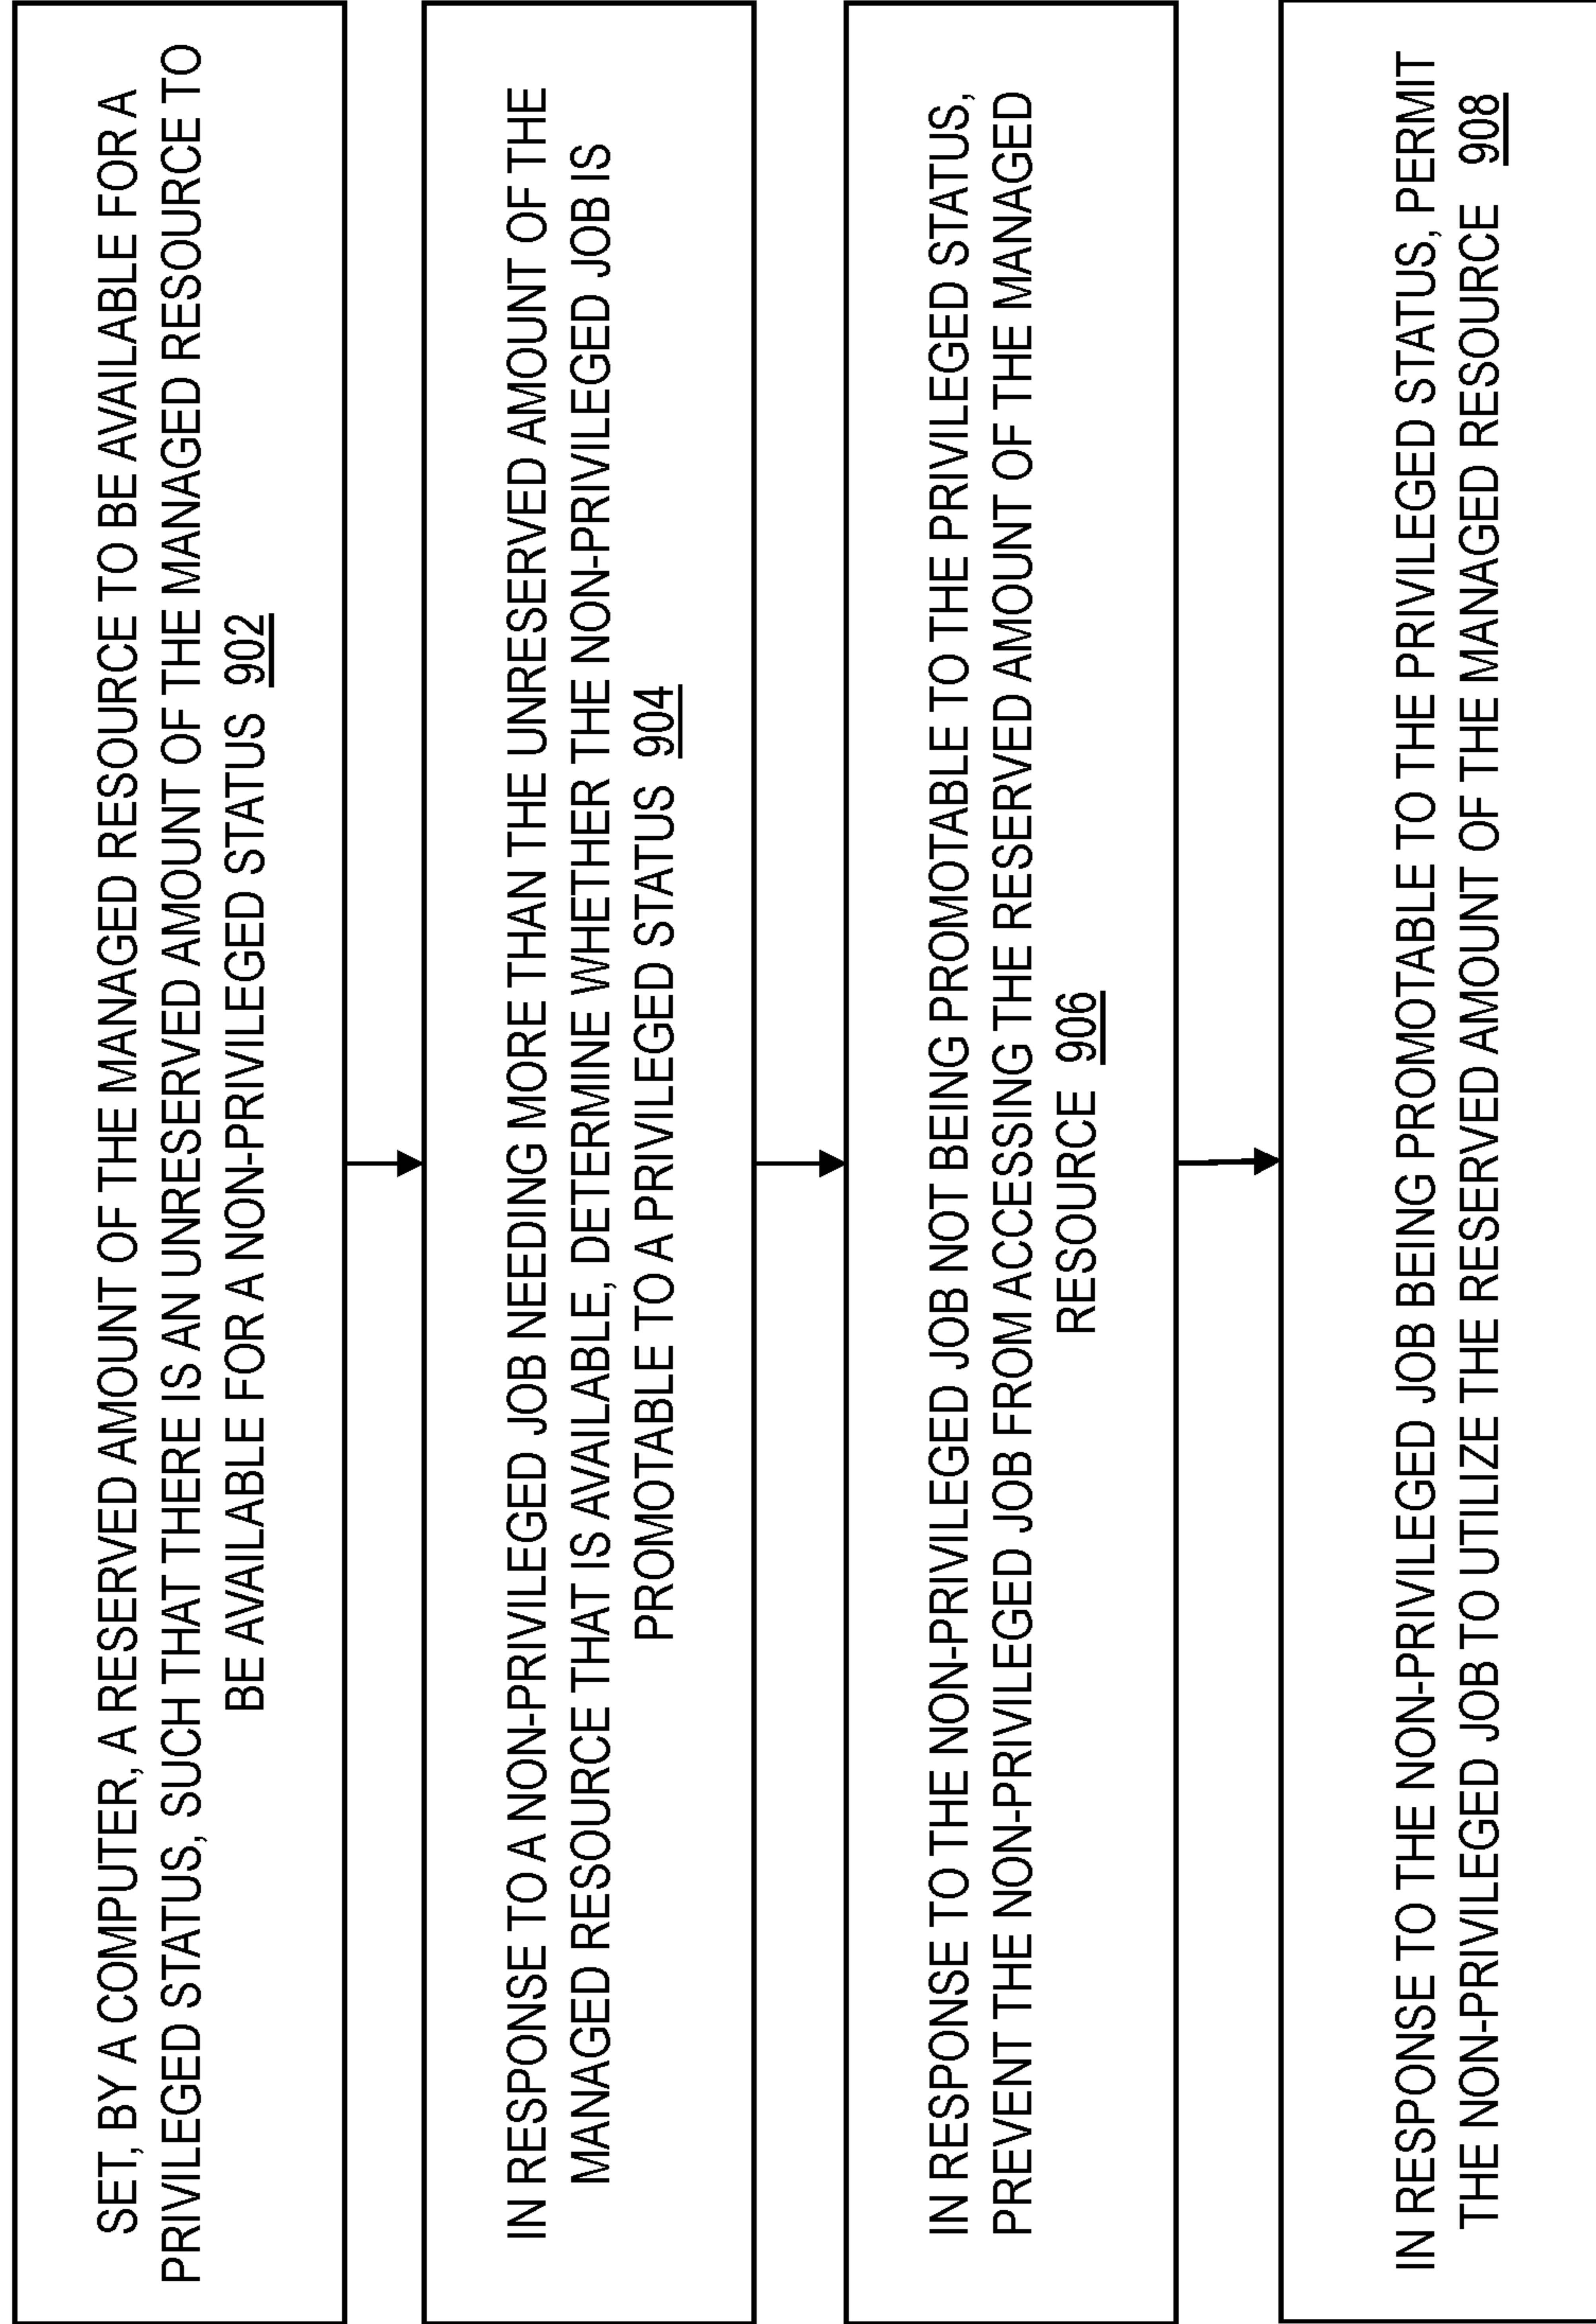 SET, BY A COMPUTER, A RESERVED AMOUNT OF THE MANAGED RESOURCE TO BE AVAILABLE FOR A
PRIVILEGED STATUS, SUCH THAT THERE IS AN UNRESERVED AMOUNT OF THE MANAGED RESOURCE TO
BE AVAILABLE FOR A NON-PRIVILEGED STATUS 902
IN RESPONSE TO A NON-PRIVILEGED JOB NEEDING MORE THAN THE UNRESERVED AMOUNT OF THE
MANAGED RESOURCE THAT IS AVAILABLE, DETERMINE WHETHER THE NON-PRIVILEGED JOB IS
PROMOTABLE TO A PRIVILEGED STATUS 904
IN RESPONSE TO THE NON-PRIVILEGED JOB NOT BEING PROMOTABLE TO THE PRIVILEGED STATUS,
PREVENT THE NON-PRIVILEGED JOB FROM ACCESSING THE RESERVED AMOUNT OF THE MANAGED
RESOURCE 906
IN RESPONSE TO THE NON-PRIVILEGED JOB BEING PROMOTABLE TO THE PRIVILEGED STATUS, PERMIT
THE NON-PRIVILEGED JOB TO UTILIZE THE RESERVED AMOUNT OF THE MANAGED RESOURCE 908